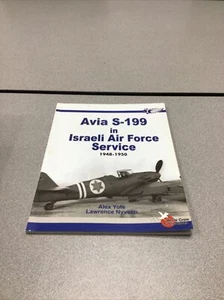 Avia S-199
in
Israeli Air Force
Service
1948-1950
Alex Yofe
Lawrence Nyveen